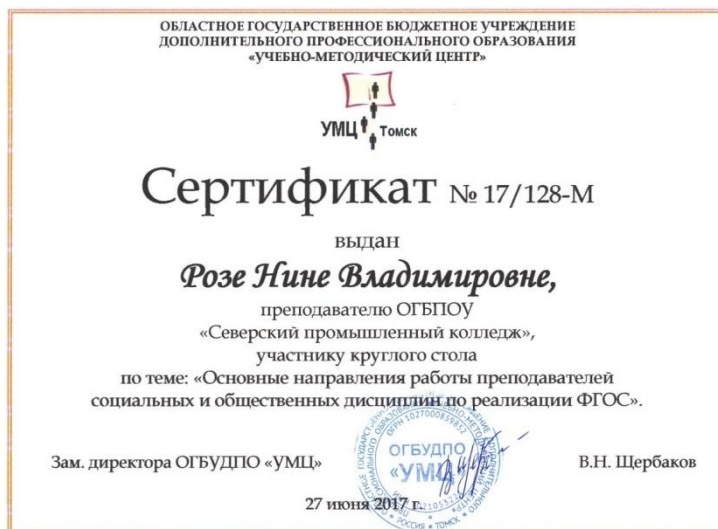 ОБЛАСТНОЕ ГОСУДАРСТВЕННОЕ БЮДЖЕТНОЕ УЧРЕЖДЕНИЕ
ДОПОЛНИТЕЛЬНОГО ПРОФЕССИОНАЛЬНОГО ОБРАЗОВАНИЯ
«УЧЕБНО-МЕТОДИЧЕСКИЙ ЦЕНТР»
УМЦ Томск
Сертификат № 17/128-М
выдан
Розе Нине Владимировне,
преподавателю ОГБПОУ
«Северский промышленный колледж»,
участнику круглого стола
по теме: «Основные направления работы преподавателей
социальных и общественных дисциплин по реализации ФГОС».
ОГБУДПО
«УМЦ»
Зам. директора ОГБУДПО «УМЦ» В.Н. Щербаков
27 июня 2017 г.